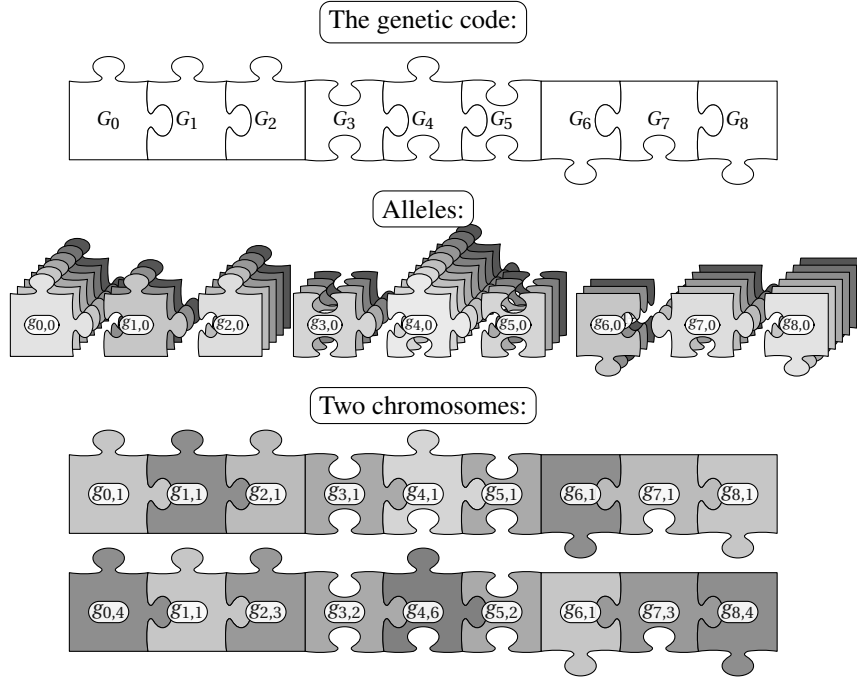 The genetic code:
G0 G1 G2 G3 G4 G5 G6 G7 G8
Alleles:
g0,0 g1,0 g2,0 g3,0 g4,0 g5,0 g6,0 g7,0 g8,0
Two chromosomes:
g0,1 g1,1 g2,1 g3,1 g4,1 g5,1 g6,1 g7,1 g8,1
g0,4 g1,1 g2,3 g3,2 g4,6 g5,2 g6,1 g7,3 g8,4